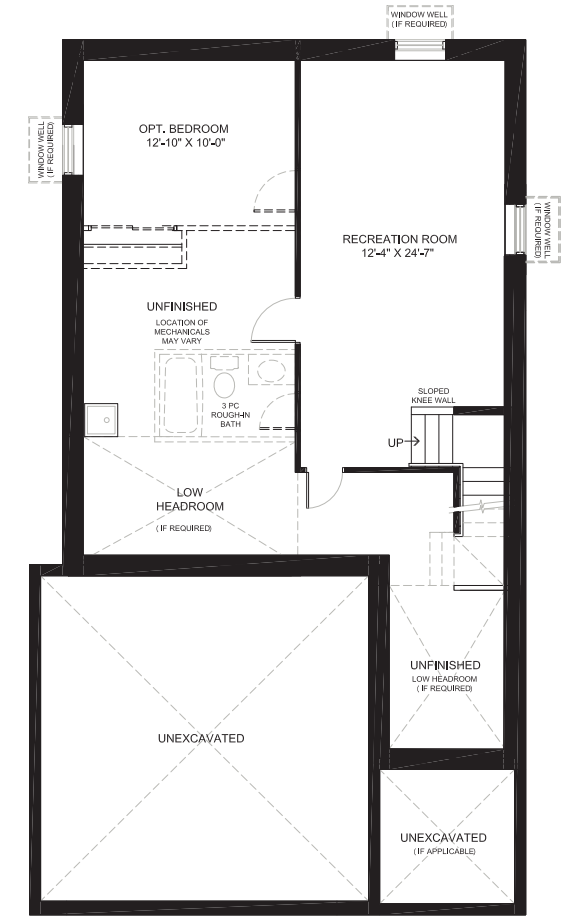 WINDOW WELL
(IF REQUIRED)
OPT. BEDROOM
12'-10" X 10'-0"
WINDOW WELL
(IF REQUIRED)
WINDOW WELL
(IF REQUIRED)
RECREATION ROOM
12'-4" X 24'-7"
UNFINISHED
LOCATION OF
MECHANICALS
MAY VARY
3 PC
ROUGH-IN
BATH
SLOPED
KNEE WALL
UP
LOW
HEADROOM
( IF REQUIRED)
UNFINISHED
LOW HEADROOM
( IF REQUIRED)
UNEXCAVATED
UNEXCAVATED
( IF APPLICABLE)